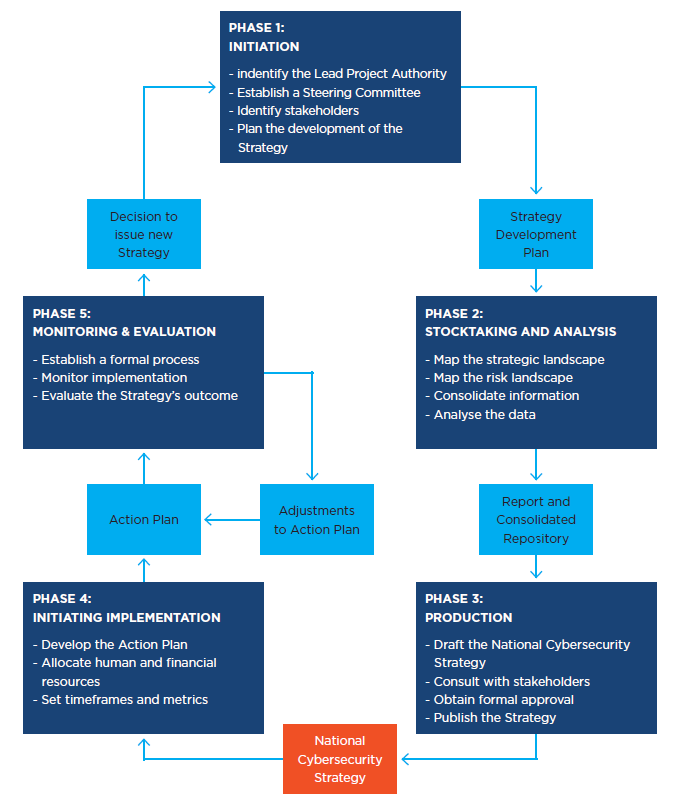 PHASE 1:
INITIATION
- indentify the Lead Project Authority
- Establish a Steering Committee
- Identify stakeholders
- Plan the development of the
Strategy
Decision to
issue new
Strategy
Strategy
Development
Plan
PHASE 5:
MONITORING & EVALUATION
- Establish a formal process
- Monitor implementation
- Evaluate the Strategy's outcome
PHASE 2:
STOCKTAKING AND ANALYSIS
- Map the strategic landscape
- Map the risk landscape
- Consolidate information
- Analyse the data
Action Plan
Adjustments
to Action Plan
Report and
Consolidated
Repository
PHASE 4:
INITIATING IMPLEMENTATION
- Develop the Action Plan
- Allocate human and financial
resources
- Set timeframes and metrics
PHASE 3:
PRODUCTION
- Draft the National Cybersecurity
Strategy
- Consult with stakeholders
- Obtain formal approval
- Publish the Strategy
National
Cybersecurity
Strategy